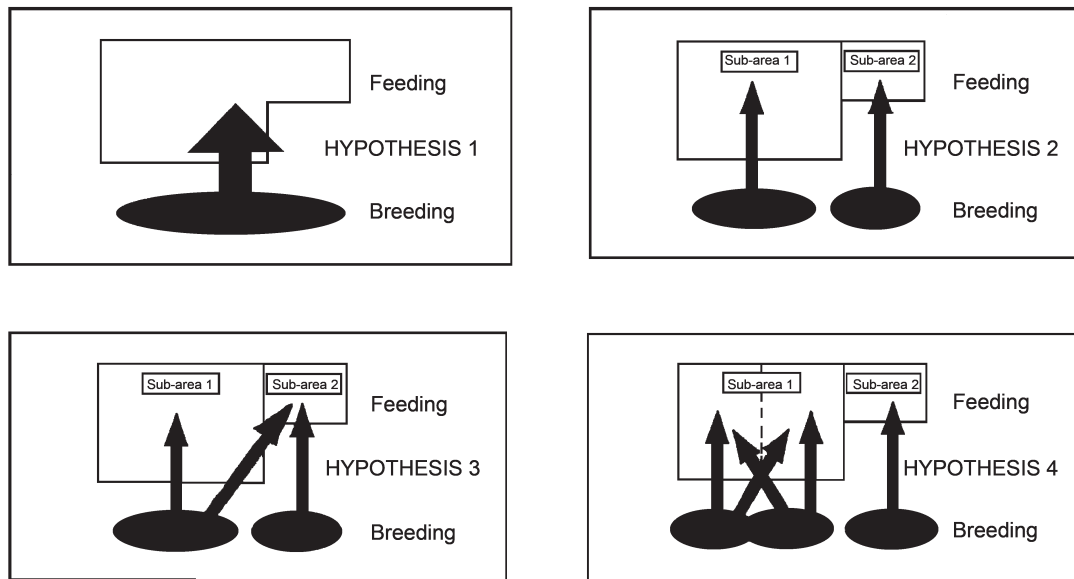 Feeding
HYPOTHESIS 1
Breeding
Sub-area 1
Sub-area 2
Feeding
HYPOTHESIS 2
Breeding
Sub-area 1
Sub-area 2
Feeding
HYPOTHESIS 3
Breeding
Sub-area 1
Sub-area 2
Feeding
HYPOTHESIS 4
Breeding